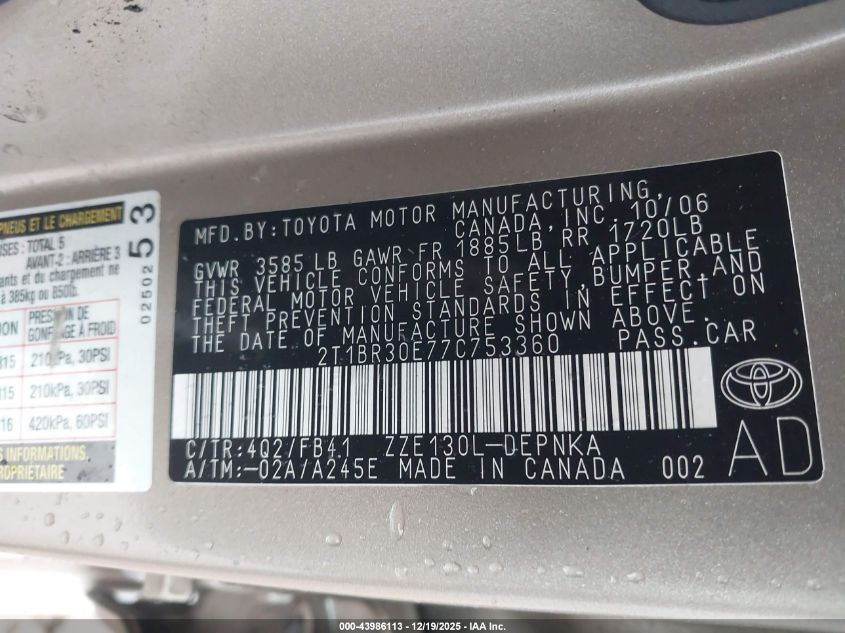 PNEUS ET LE CHARGEMENT
TOTAL 5
AVANT-2 : ARRIÈRE 3
et du chargement ne
à 385kg ou 850lb.
PRESSION DE
GONFLAGE À FROID
210kPa, 30PSI
210kPa, 30PSI
420kPa, 60PSI
INFORMATIONS
02502
53
MFD.BY:TOYOTA MOTOR MANUFACTURING,
CANADA,INC. 10/06
GVWR 3585 LB GAWR FR 1885LB RR 1720LB
THIS VEHICLE CONFORMS TO ALL APPLICABLE
FEDERAL MOTOR VEHICLE SAFETY,BUMPER,AND
THEFT PREVENTION STANDARDS IN EFFECT ON
THE DATE OF MANUFACTURE SHOWN ABOVE.
2T1BR30E77C753360 PASS.CAR
C/TR:4Q2/FB41 ZZE130L-DEPNKA
A/TM:-02A/A245E MADE IN CANADA 002
AD
000-43986113 - 12/19/2025 - IAA Inc.